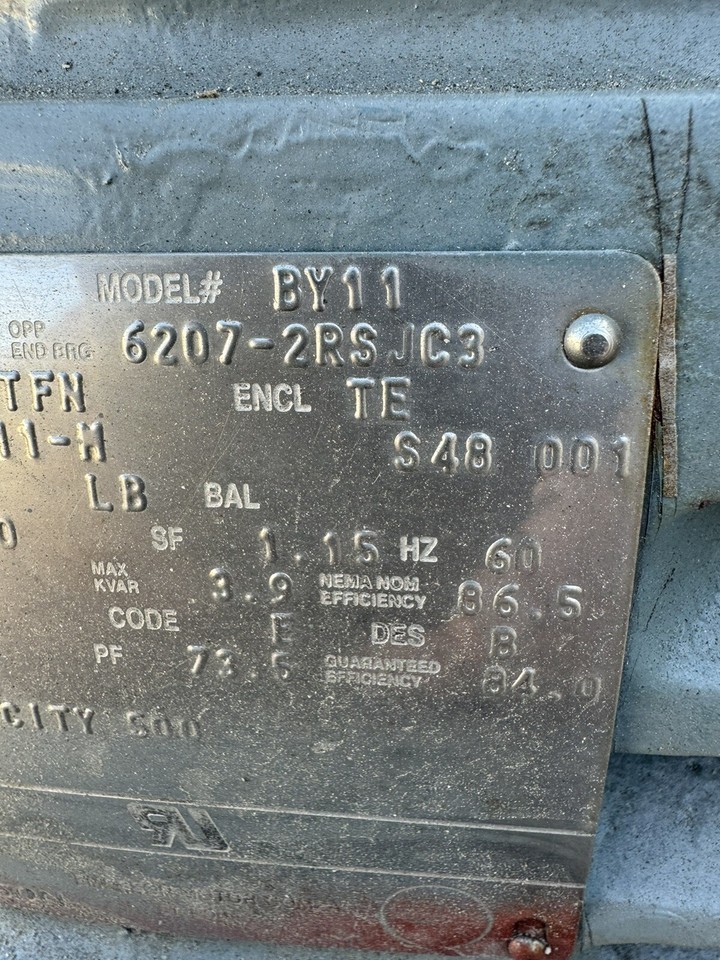 MODEL# BY11
OPP
END BRG 6207-2RSJC3
TFN ENCL TE
11-M S48 001
LB BAL
0 SF 1.15 HZ 60
MAX
KVAR 3.9 NEMA NOM
EFFICIENCY 86.5
CODE E DES B
PF 73.5 GUARANTEED
EFFICIENCY 84.0
CITY 500